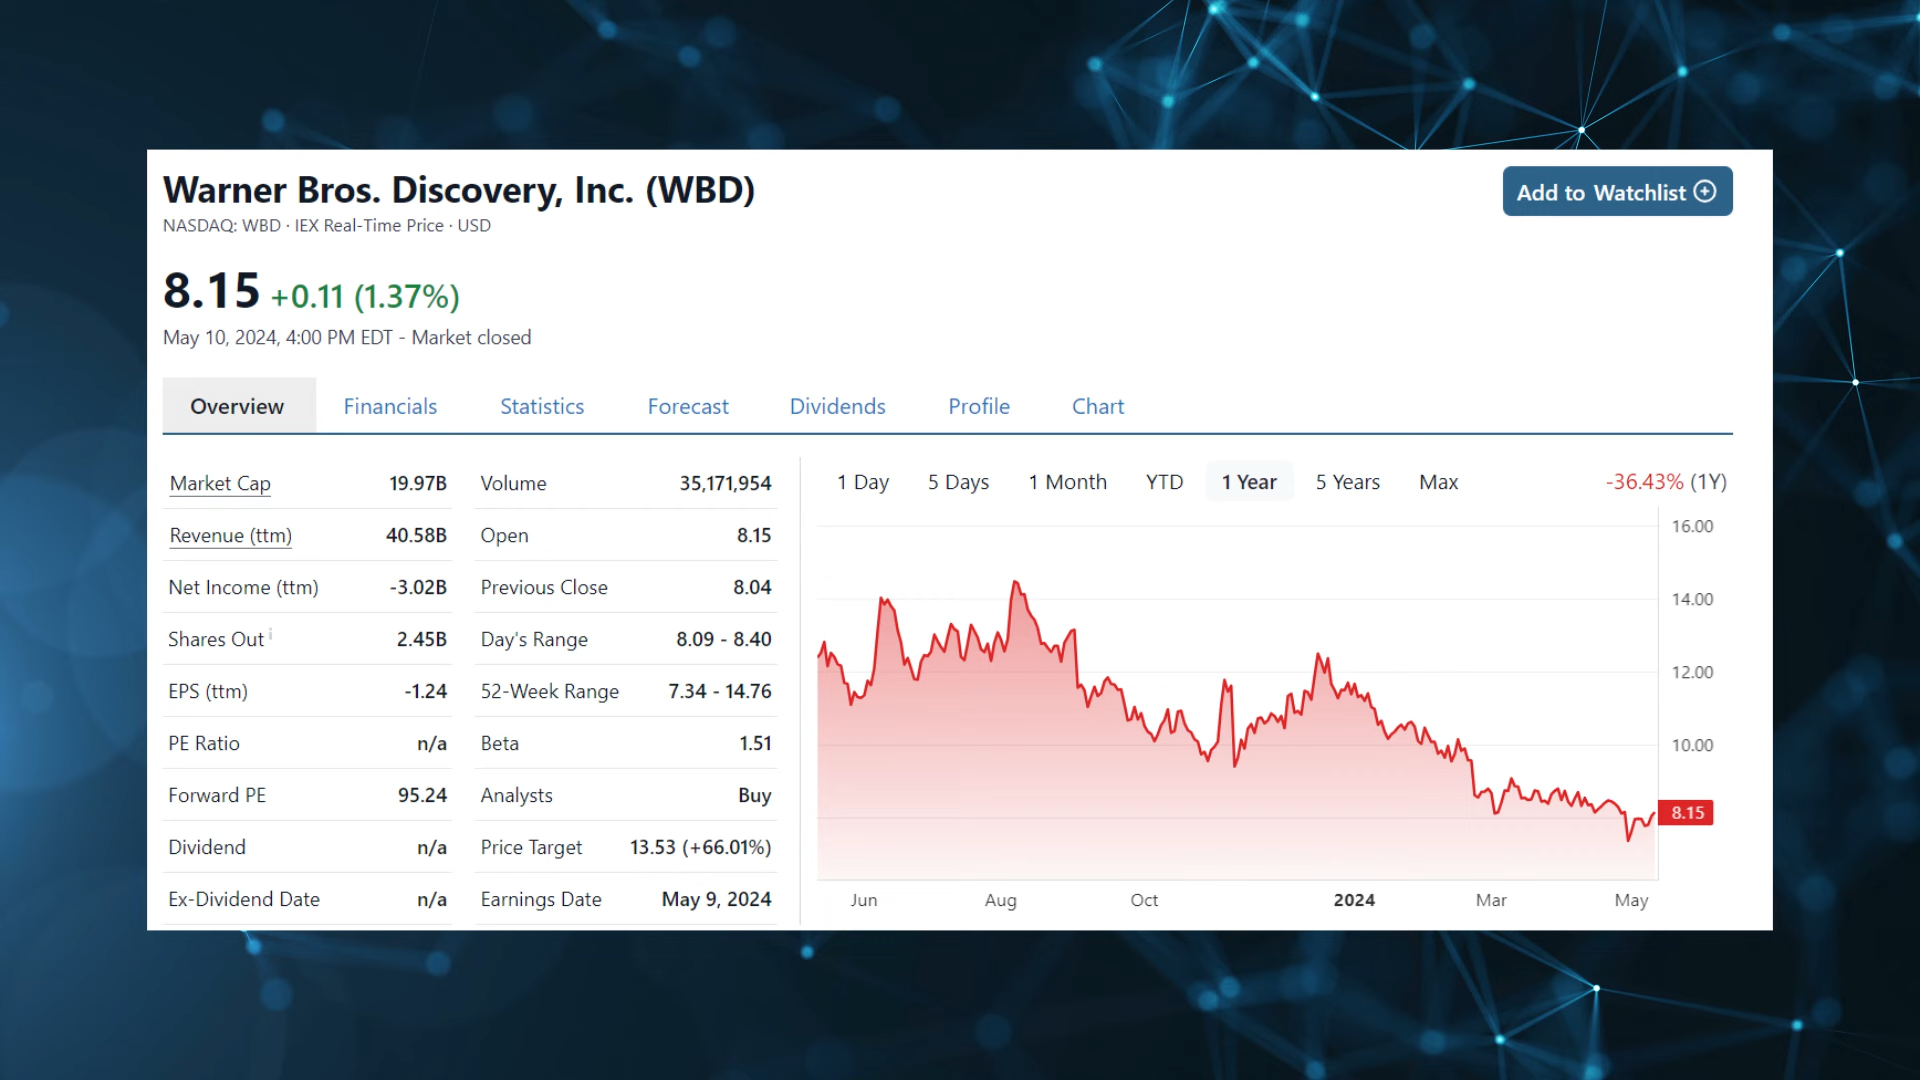 Warner Bros. Discovery, Inc. (WBD)
Add to Watchlist
NASDAQ: WBD · IEX Real-Time Price · USD
8.15 +0.11 (1.37%)
May 10, 2024, 4:00 PM EDT - Market closed
Overview Financials Statistics Forecast Dividends Profile Chart
Market Cap 19.97B
Revenue (ttm) 40.58B
Net Income (ttm) -3.02B
Shares Out i 2.45B
EPS (ttm) -1.24
PE Ratio n/a
Forward PE 95.24
Dividend n/a
Ex-Dividend Date n/a
Volume 35,171,954
Open 8.15
Previous Close 8.04
Day's Range 8.09 - 8.40
52-Week Range 7.34 - 14.76
Beta 1.51
Analysts Buy
Price Target 13.53 (+66.01%)
Earnings Date May 9, 2024
1 Day 5 Days 1 Month YTD 1 Year 5 Years Max -36.43% (1Y)
16.00
14.00
12.00
10.00
8.15
Jun Aug Oct 2024 Mar May